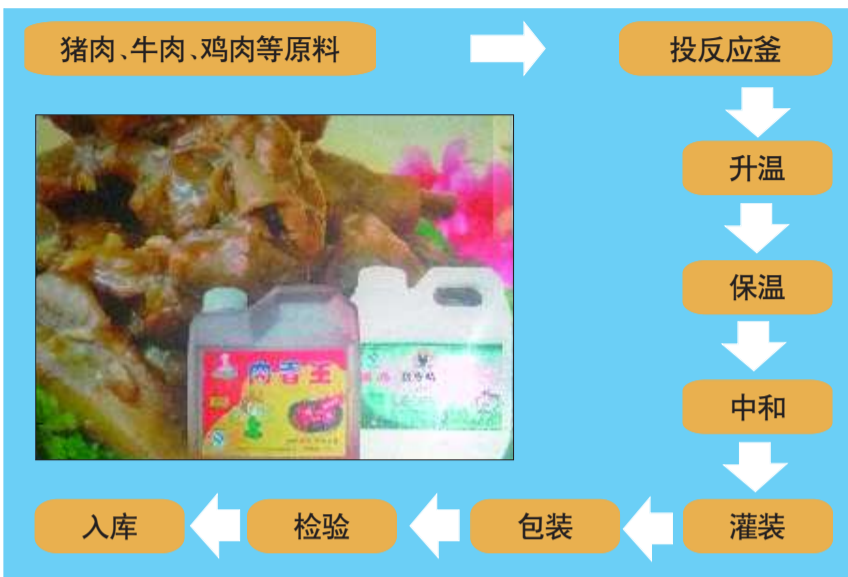 猪肉、牛肉、鸡肉等原料
投反应釜
升温
保温
中和
灌装
包装
检验
入库
肉香王